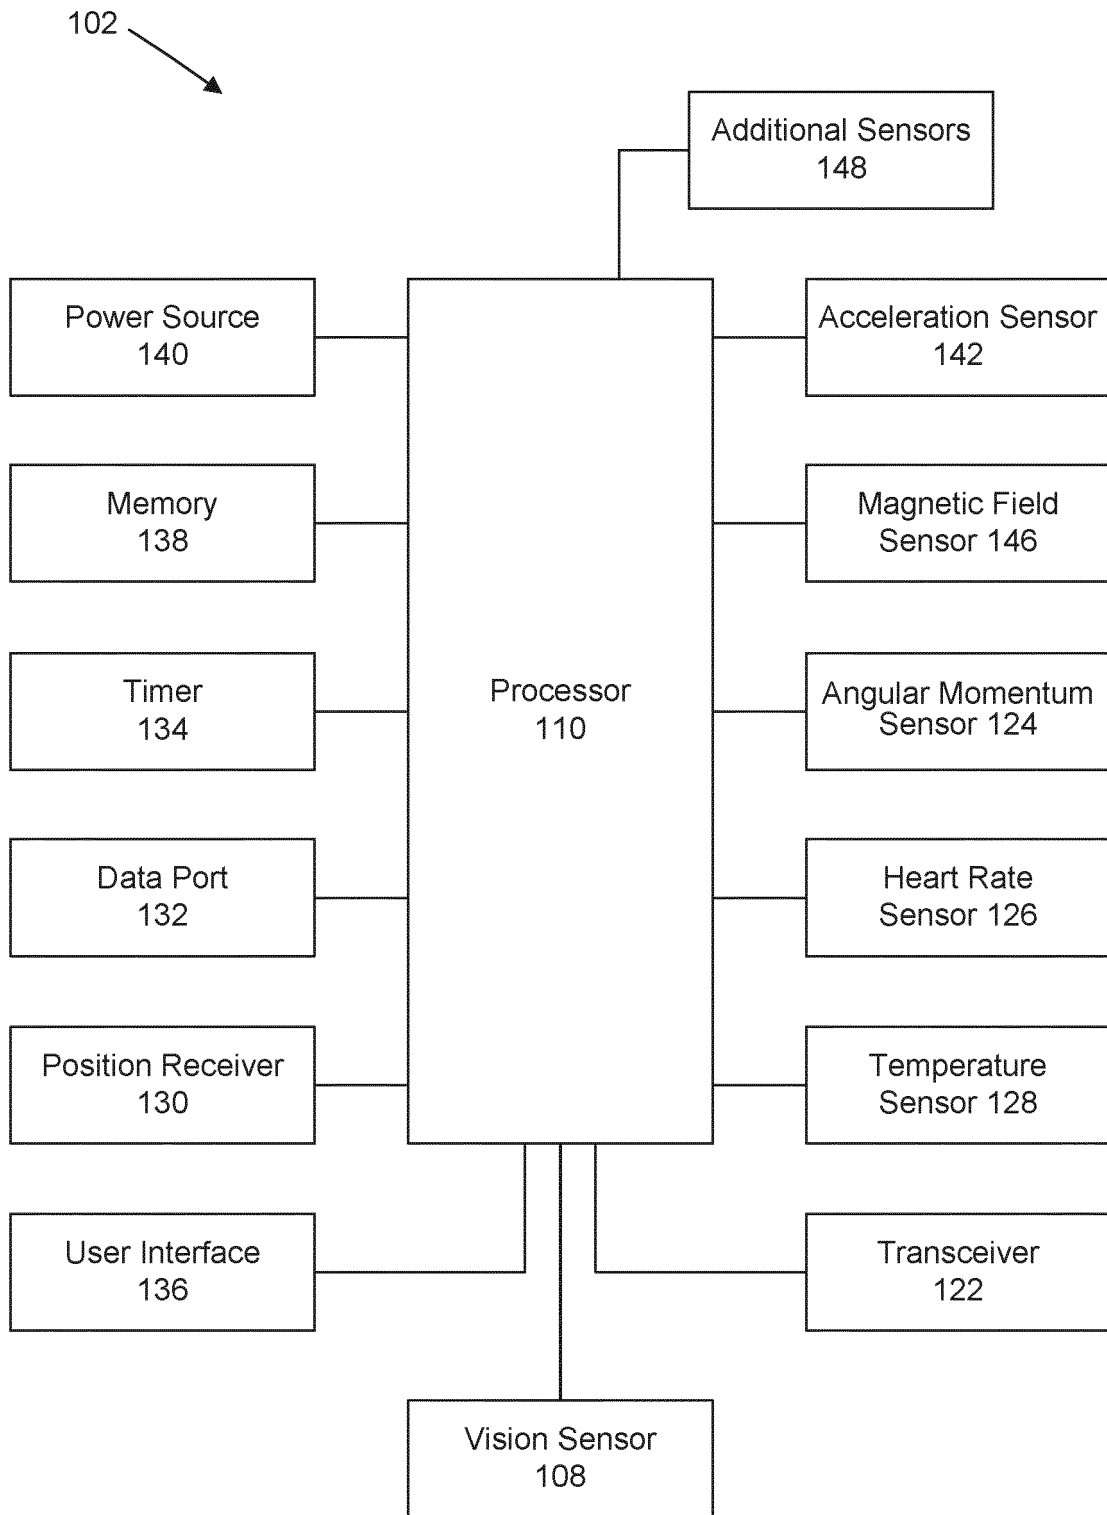 102
Additional Sensors
148
Power Source
140
Acceleration Sensor
142
Memory
138
Magnetic Field
Sensor 146
Timer
134
Processor
110
Angular Momentum
Sensor 124
Data Port
132
Heart Rate
Sensor 126
Position Receiver
130
Temperature
Sensor 128
User Interface
136
Transceiver
122
Vision Sensor
108